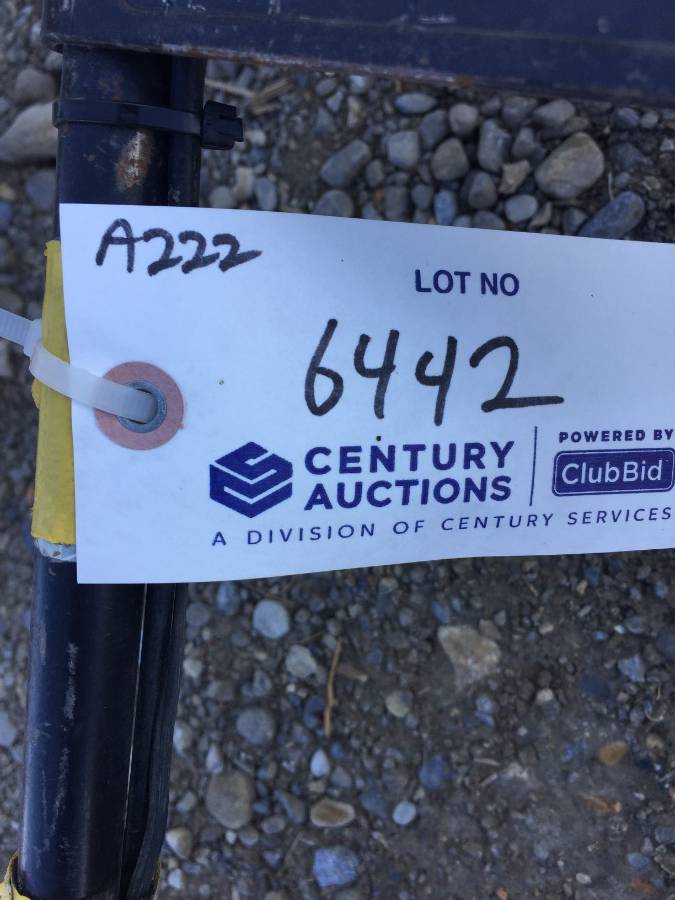 A222
LOT NO
6442
CENTURY AUCTIONS
POWERED BY
ClubBid
A DIVISION OF CENTURY SERVICES